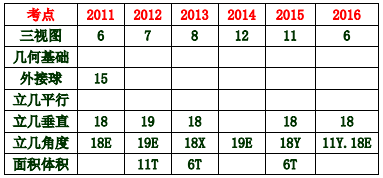 考点 2011 2012 2013 2014 2015 2016
三视图 6 7 8 12 11 6
几何基础
外接球 15
立几平行
立几垂直 18 19 18 18 18
立几角度 18E 19E 18X 19E 18Y 11Y.18E
面积体积 11T 6T 6T